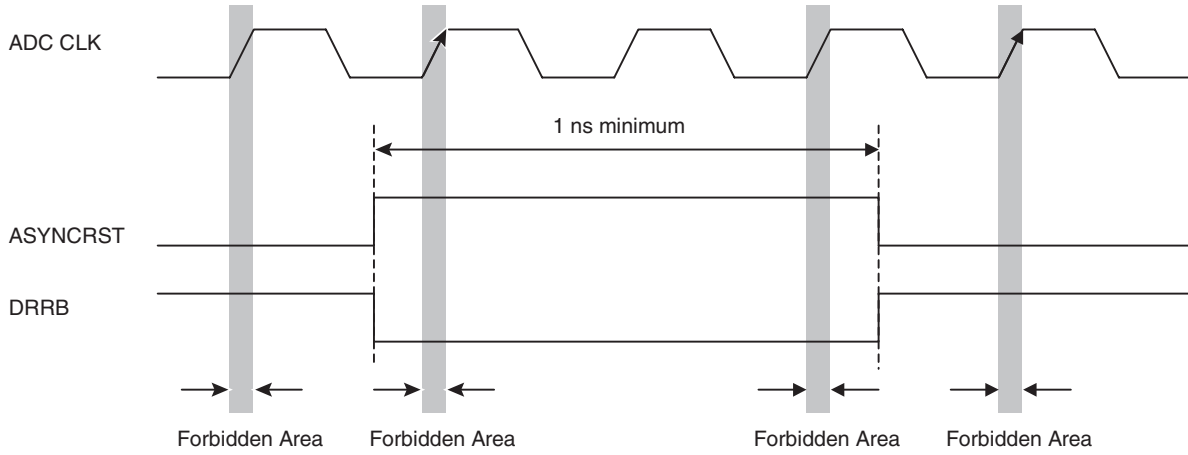 ADC CLK
1 ns minimum
ASYNCRST
DRRB
Forbidden Area
Forbidden Area
Forbidden Area
Forbidden Area